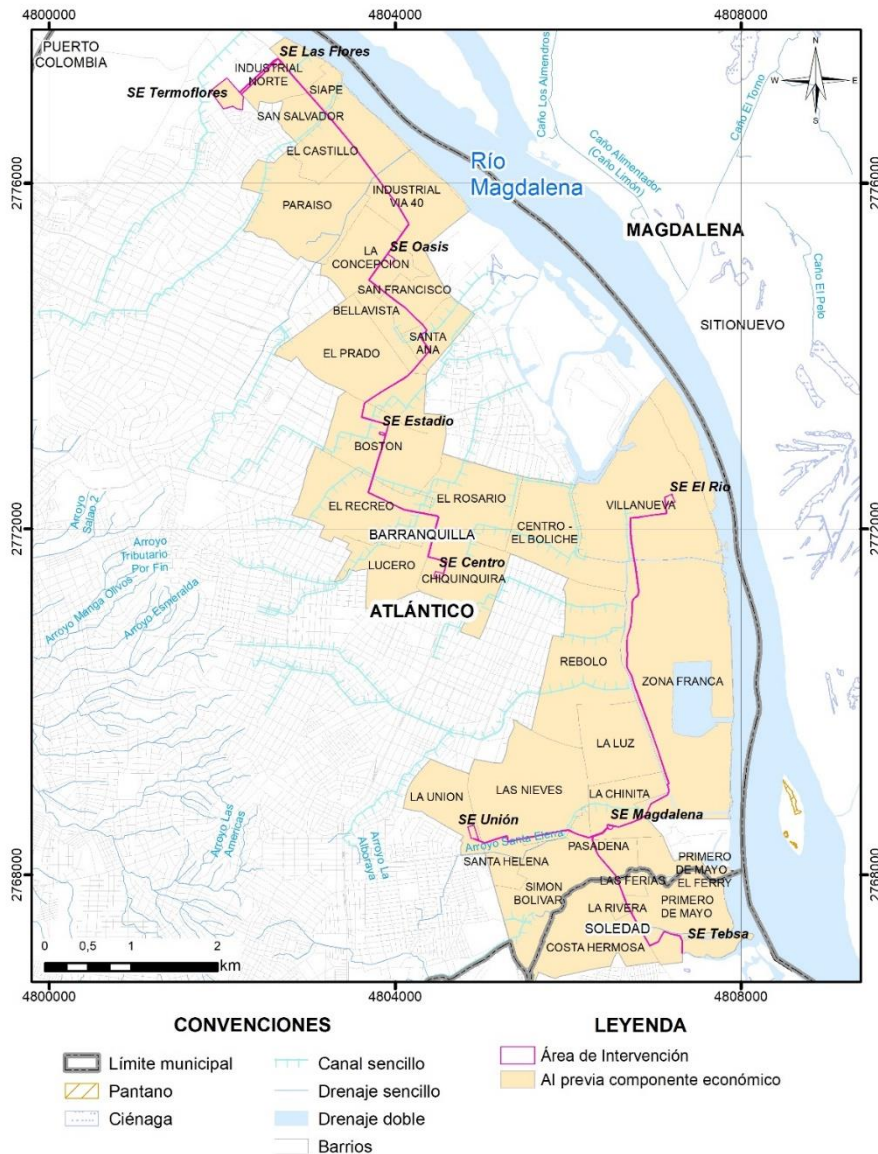 4800000
4804000
4808000
PUERTO
COLOMBIA
SE Las Flores
INDUSTRIAL
NORTE
SE Termoflores
SIAPE
SAN SALVADOR
EL CASTILLO
Caño Los Almendros
Caño Alimentador
(Caño Limón)
Caño El Torno
N
W
E
S
2776000
2776000
Río
Magdalena
PARAISO
INDUSTRIAL
VIA 40
MAGDALENA
SE Oasis
LA
CONCEPCION
SAN FRANCISCO
BELLAVISTA
Caño El Pelo
SITIONUEVO
EL PRADO
SANTA
ANA
SE Estadio
BOSTON
SE El Río
EL RECREO
EL ROSARIO
VILLANUEVA
Arroyo
Salao 2
2772000
2772000
BARRANQUILLA
CENTRO -
EL BOLICHE
Arroyo
Tributario
Por Fin
SE Centro
LUCERO
CHIQUINQUIRA
Arroyo Manga Olivos
Arroyo Esmeralda
ATLÁNTICO
REBOLO
ZONA FRANCA
LA LUZ
LA UNION
LAS NIEVES
LA CHINITA
SE Unión
SE Magdalena
Arroyo Las
Americas
Arroyo La
Alboraya
PASADENA
SANTA HELENA
2768000
2768000
PRIMERO
DE MAYO
EL FERRY
LAS FERIAS
SIMON
BOLIVAR
LA RIVERA
PRIMERO
DE MAYO
SOLEDAD
SE Tebsa
COSTA HERMOSA
0 0,5 1 2
km
4800000
4804000
4808000
CONVENCIONES
Límite municipal
Pantano
Ciénaga
Canal sencillo
Drenaje sencillo
Drenaje doble
Barrios
LEYENDA
Área de Intervención
AI previa componente económico